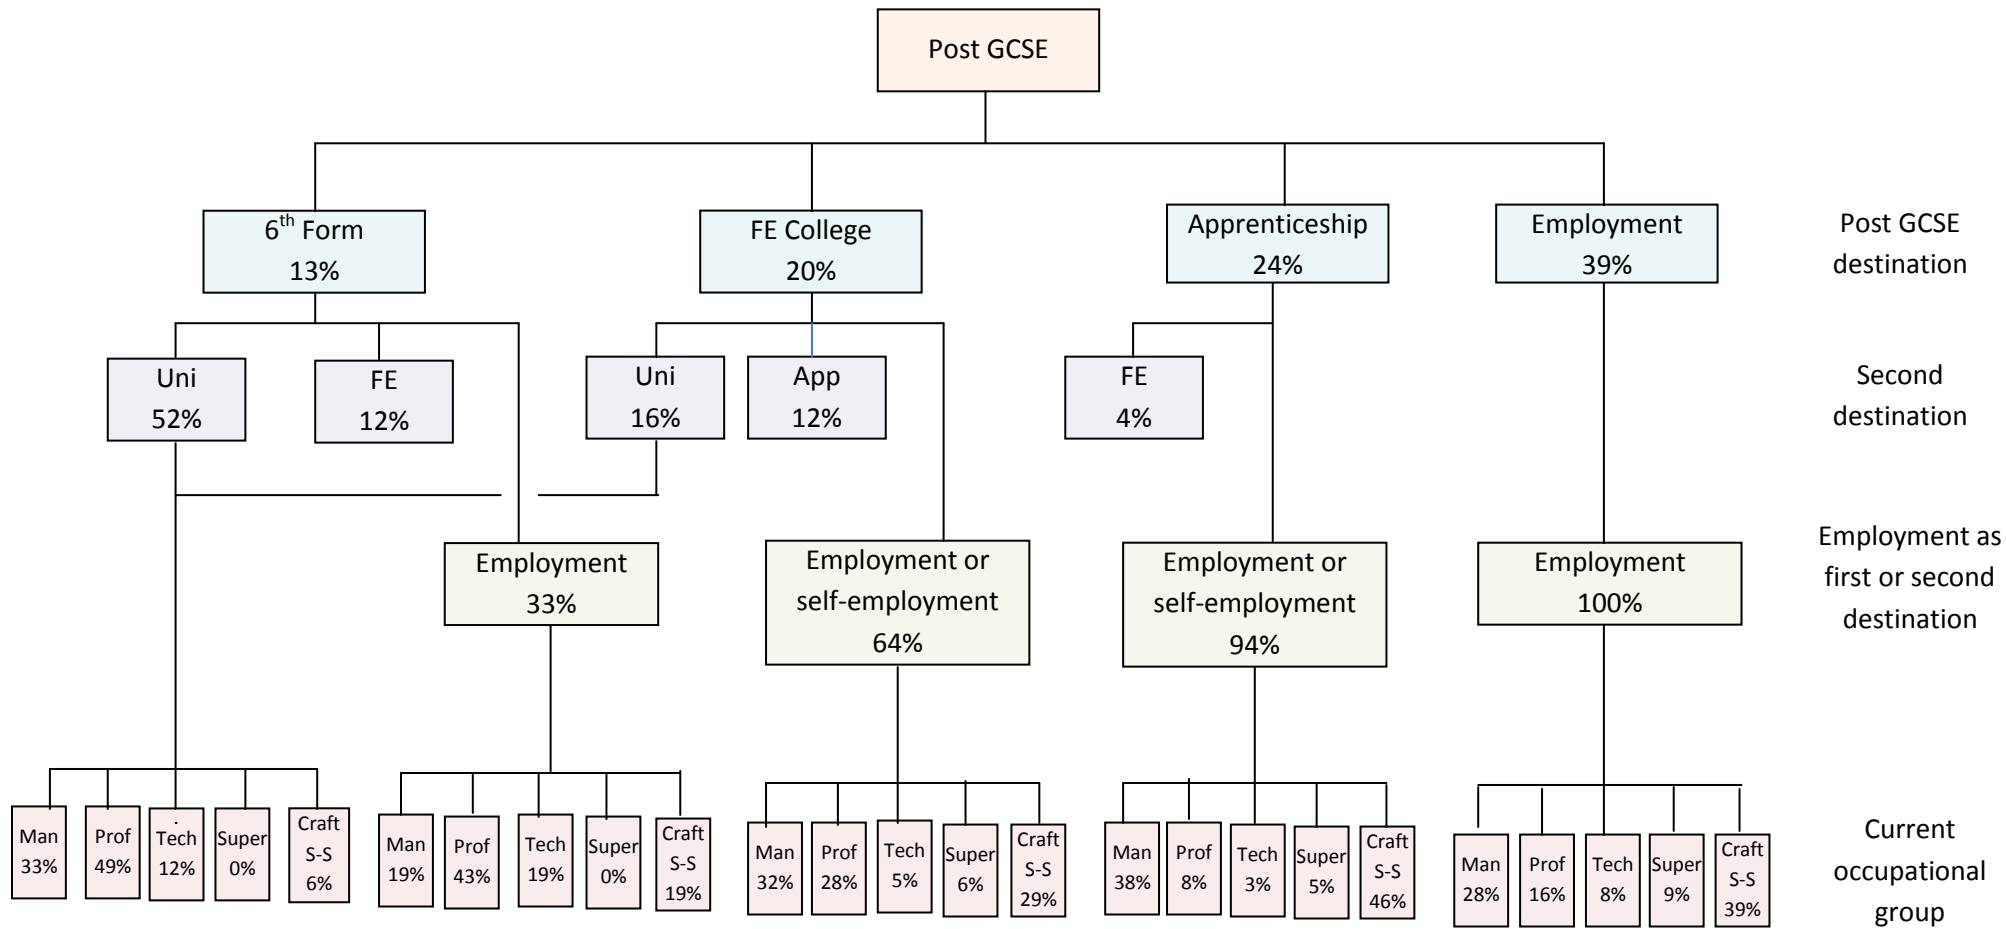 Post GCSE
6th Form
13%
FE College
20%
Apprenticeship
24%
Employment
39%
Post GCSE
destination
Uni
52%
FE
12%
Uni
16%
App
12%
FE
4%
Second
destination
Employment
33%
Employment or
self-employment
64%
Employment or
self-employment
94%
Employment
100%
Employment as
first or second
destination
Man
33%
Prof
49%
Tech
12%
Super
0%
Craft
S-S
6%
Man
19%
Prof
43%
Tech
19%
Super
0%
Craft
S-S
19%
Man
32%
Prof
28%
Tech
5%
Super
6%
Craft
S-S
29%
Man
38%
Prof
8%
Tech
3%
Super
5%
Craft
S-S
46%
Man
28%
Prof
16%
Tech
8%
Super
9%
Craft
S-S
39%
Current
occupational
group